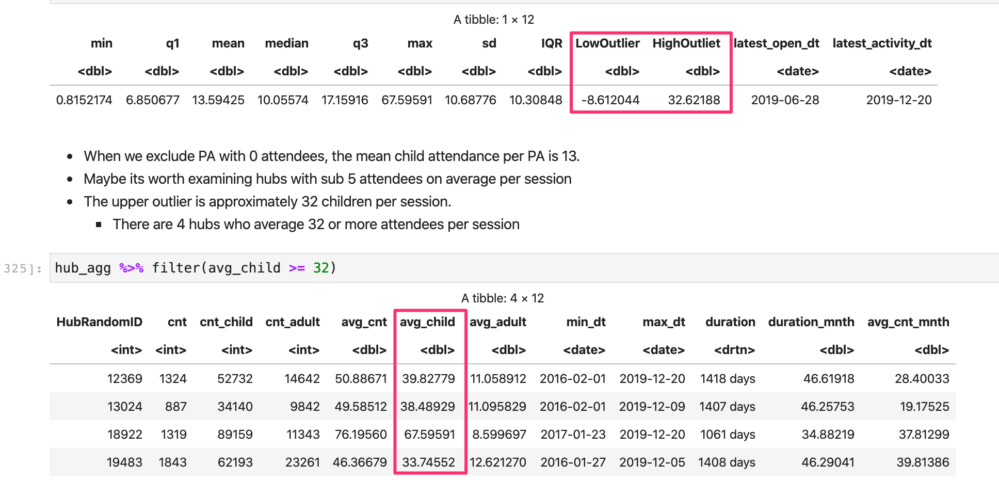 A tibble: 1 × 12
min q1 mean median q3 max sd IQR LowOutlier HighOutliet latest_open_dt latest_activity_dt
<dbl> <dbl> <dbl> <dbl> <dbl> <dbl> <dbl> <dbl> <dbl> <dbl> <date> <date>
0.8152174 6.850677 13.59425 10.05574 17.15916 67.59591 10.68776 10.30848 -8.612044 32.62188 2019-06-28 2019-12-20
• When we exclude PA with 0 attendees, the mean child attendance per PA is 13.
• Maybe its worth examining hubs with sub 5 attendees on average per session
• The upper outlier is approximately 32 children per session.
▪ There are 4 hubs who average 32 or more attendees per session
325]: hub_agg %>% filter(avg_child >= 32)
A tibble: 4 × 12
HubRandomID cnt cnt_child cnt_adult avg_cnt avg_child avg_adult min_dt max_dt duration duration_mnth avg_cnt_mnth
<int> <int> <int> <int> <dbl> <dbl> <dbl> <date> <date> <drtn> <dbl> <dbl>
12369 1324 52732 14642 50.88671 39.82779 11.058912 2016-02-01 2019-12-20 1418 days 46.61918 28.40033
13024 887 34140 9842 49.58512 38.48929 11.095829 2016-02-01 2019-12-09 1407 days 46.25753 19.17525
18922 1319 89159 11343 76.19560 67.59591 8.599697 2017-01-23 2019-12-20 1061 days 34.88219 37.81299
19483 1843 62193 23261 46.36679 33.74552 12.621270 2016-01-27 2019-12-05 1408 days 46.29041 39.81386